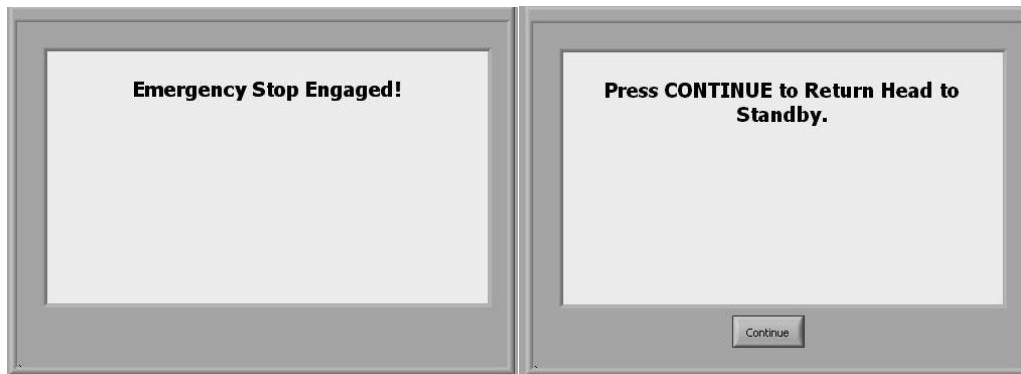 Emergency Stop Engaged!
Press CONTINUE to Return Head to
Standby.
Continue